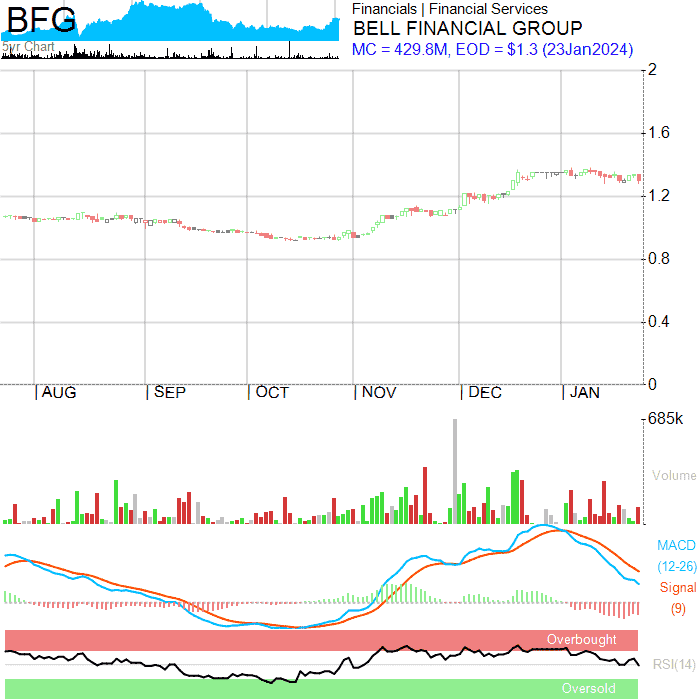 BFG
5yr Chart
Financials | Financial Services
BELL FINANCIAL GROUP
MC = 429.8M, EOD = $1.3 (23Jan2024)
2
1.6
1.2
0.8
0.4
0
|AUG |SEP |OCT |NOV |DEC |JAN
685k
Volume
MACD
(12-26)
Signal
(9)
Overbought
RSI(14)
Oversold